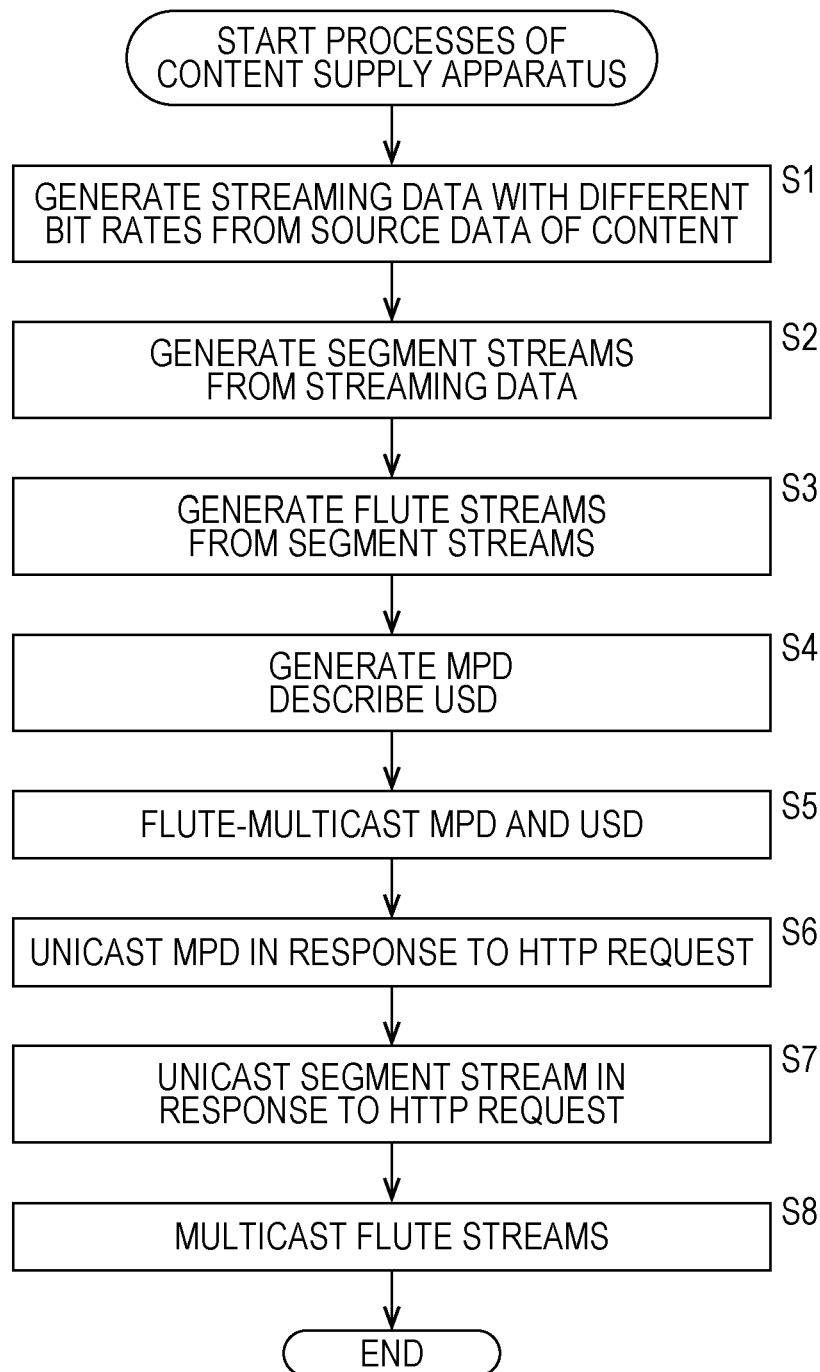 START PROCESSES OF
CONTENT SUPPLY APPARATUS
S1
GENERATE STREAMING DATA WITH DIFFERENT
BIT RATES FROM SOURCE DATA OF CONTENT
S2
GENERATE SEGMENT STREAMS
FROM STREAMING DATA
S3
GENERATE FLUTE STREAMS
FROM SEGMENT STREAMS
S4
GENERATE MPD
DESCRIBE USD
S5
FLUTE-MULTICAST MPD AND USD
S6
UNICAST MPD IN RESPONSE TO HTTP REQUEST
S7
UNICAST SEGMENT STREAM IN
RESPONSE TO HTTP REQUEST
S8
MULTICAST FLUTE STREAMS
END